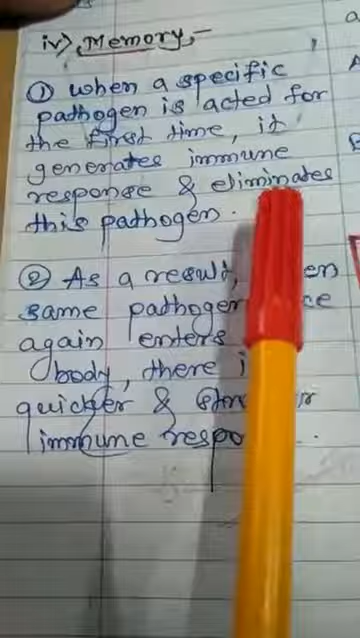 iv) Memory,-
① When a specific
pathogen is acted for
the first time, it
generates immune
response & eliminates
this pathogen.
② As a result, en
same pathoge ce
again enters
body, there i
quicker & r
immune respo .